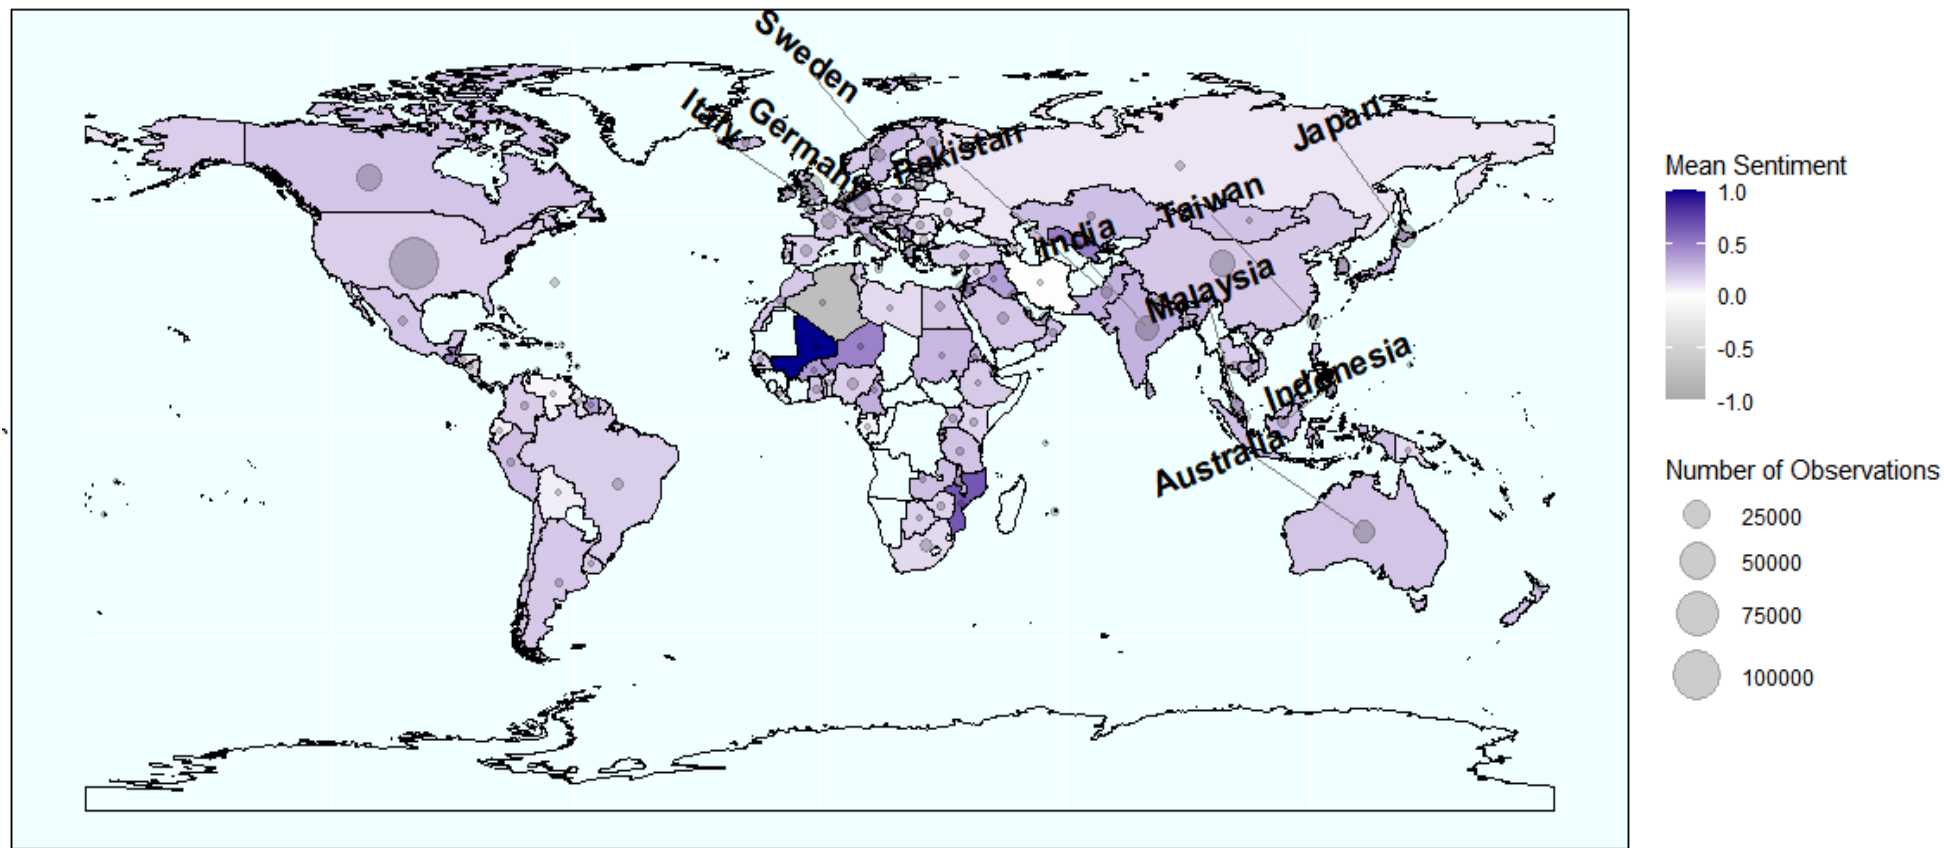 Sweden
Italy
Germany
Pakistan
Japan
Taiwan
India
Malaysia
Indonesia
Australia
Mean Sentiment
1.0
0.5
0.0
-0.5
-1.0
Number of Observations
25000
50000
75000
100000